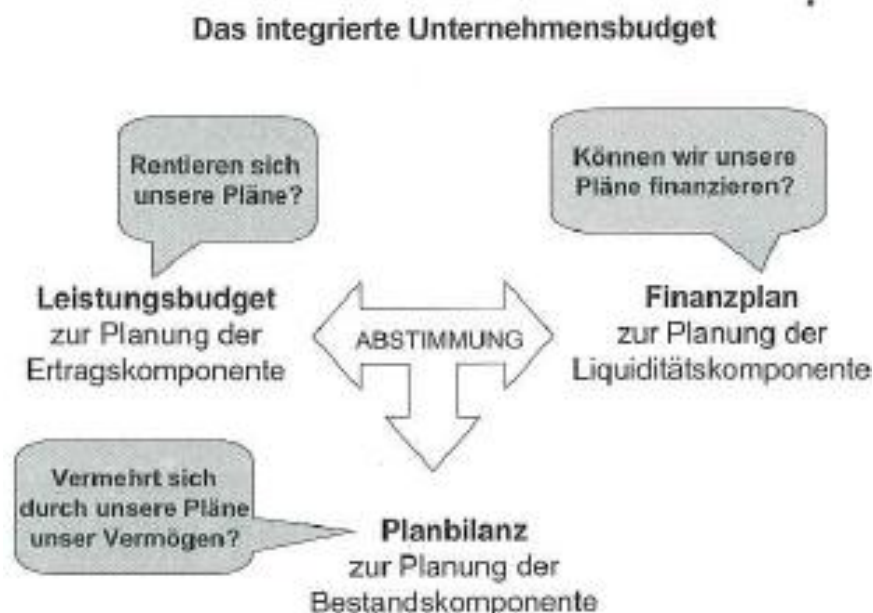 Das integrierte Unternehmensbudget
Rentieren sich
unsere Pläne?
Können wir unsere
Pläne finanzieren?
Leistungsbudget
zur Planung der
Ertragskomponente
ABSTIMMUNG
Finanzplan
zur Planung der
Liquiditätskomponente
Vermehrt sich
durch unsere Pläne
unser Vermögen?
Planbilanz
zur Planung der
Bestandskomponente